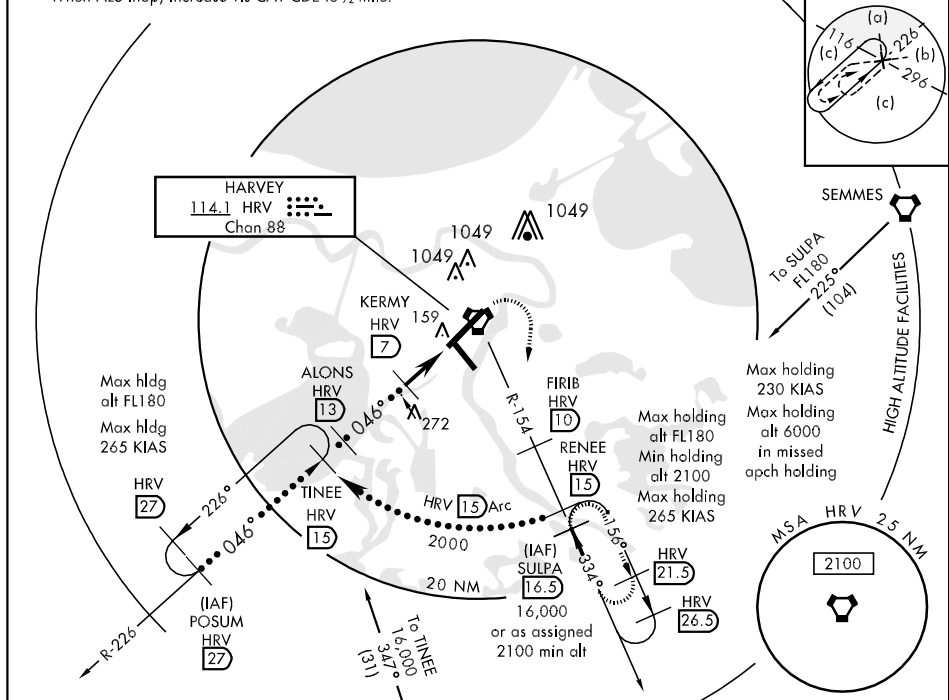 (a)
116
226
(c)
(b)
296
(c)
HARVEY
114.1 HRV
Chan 88
SEMMES
To SULPA
FL180
225°
(104)
HIGH ALTITUDE FACILITIES
1049
1049
1049
KERMY
HRV
7
159
ALONS
HRV
13
046°
272
Max hldg
alt FL180
Max hldg
265 KIAS
HRV
27
226°
046°
TINEE
HRV
15
R-154
FIRIB
HRV
10
RENEE
HRV
15
HRV 15 Arc
2000
Max holding
alt FL180
Min holding
alt 2100
Max holding
265 KIAS
Max holding
230 KIAS
Max holding
alt 6000
in missed
apch holding
156°
334°
HRV
21.5
HRV
26.5
(IAF)
SULPA
16.5
16,000
or as assigned
2100 min alt
20 NM
(IAF)
POSUM
HRV
27
R-226
To TINEE
16,000
347°
(31)
MSA HRV 25 NM
2100